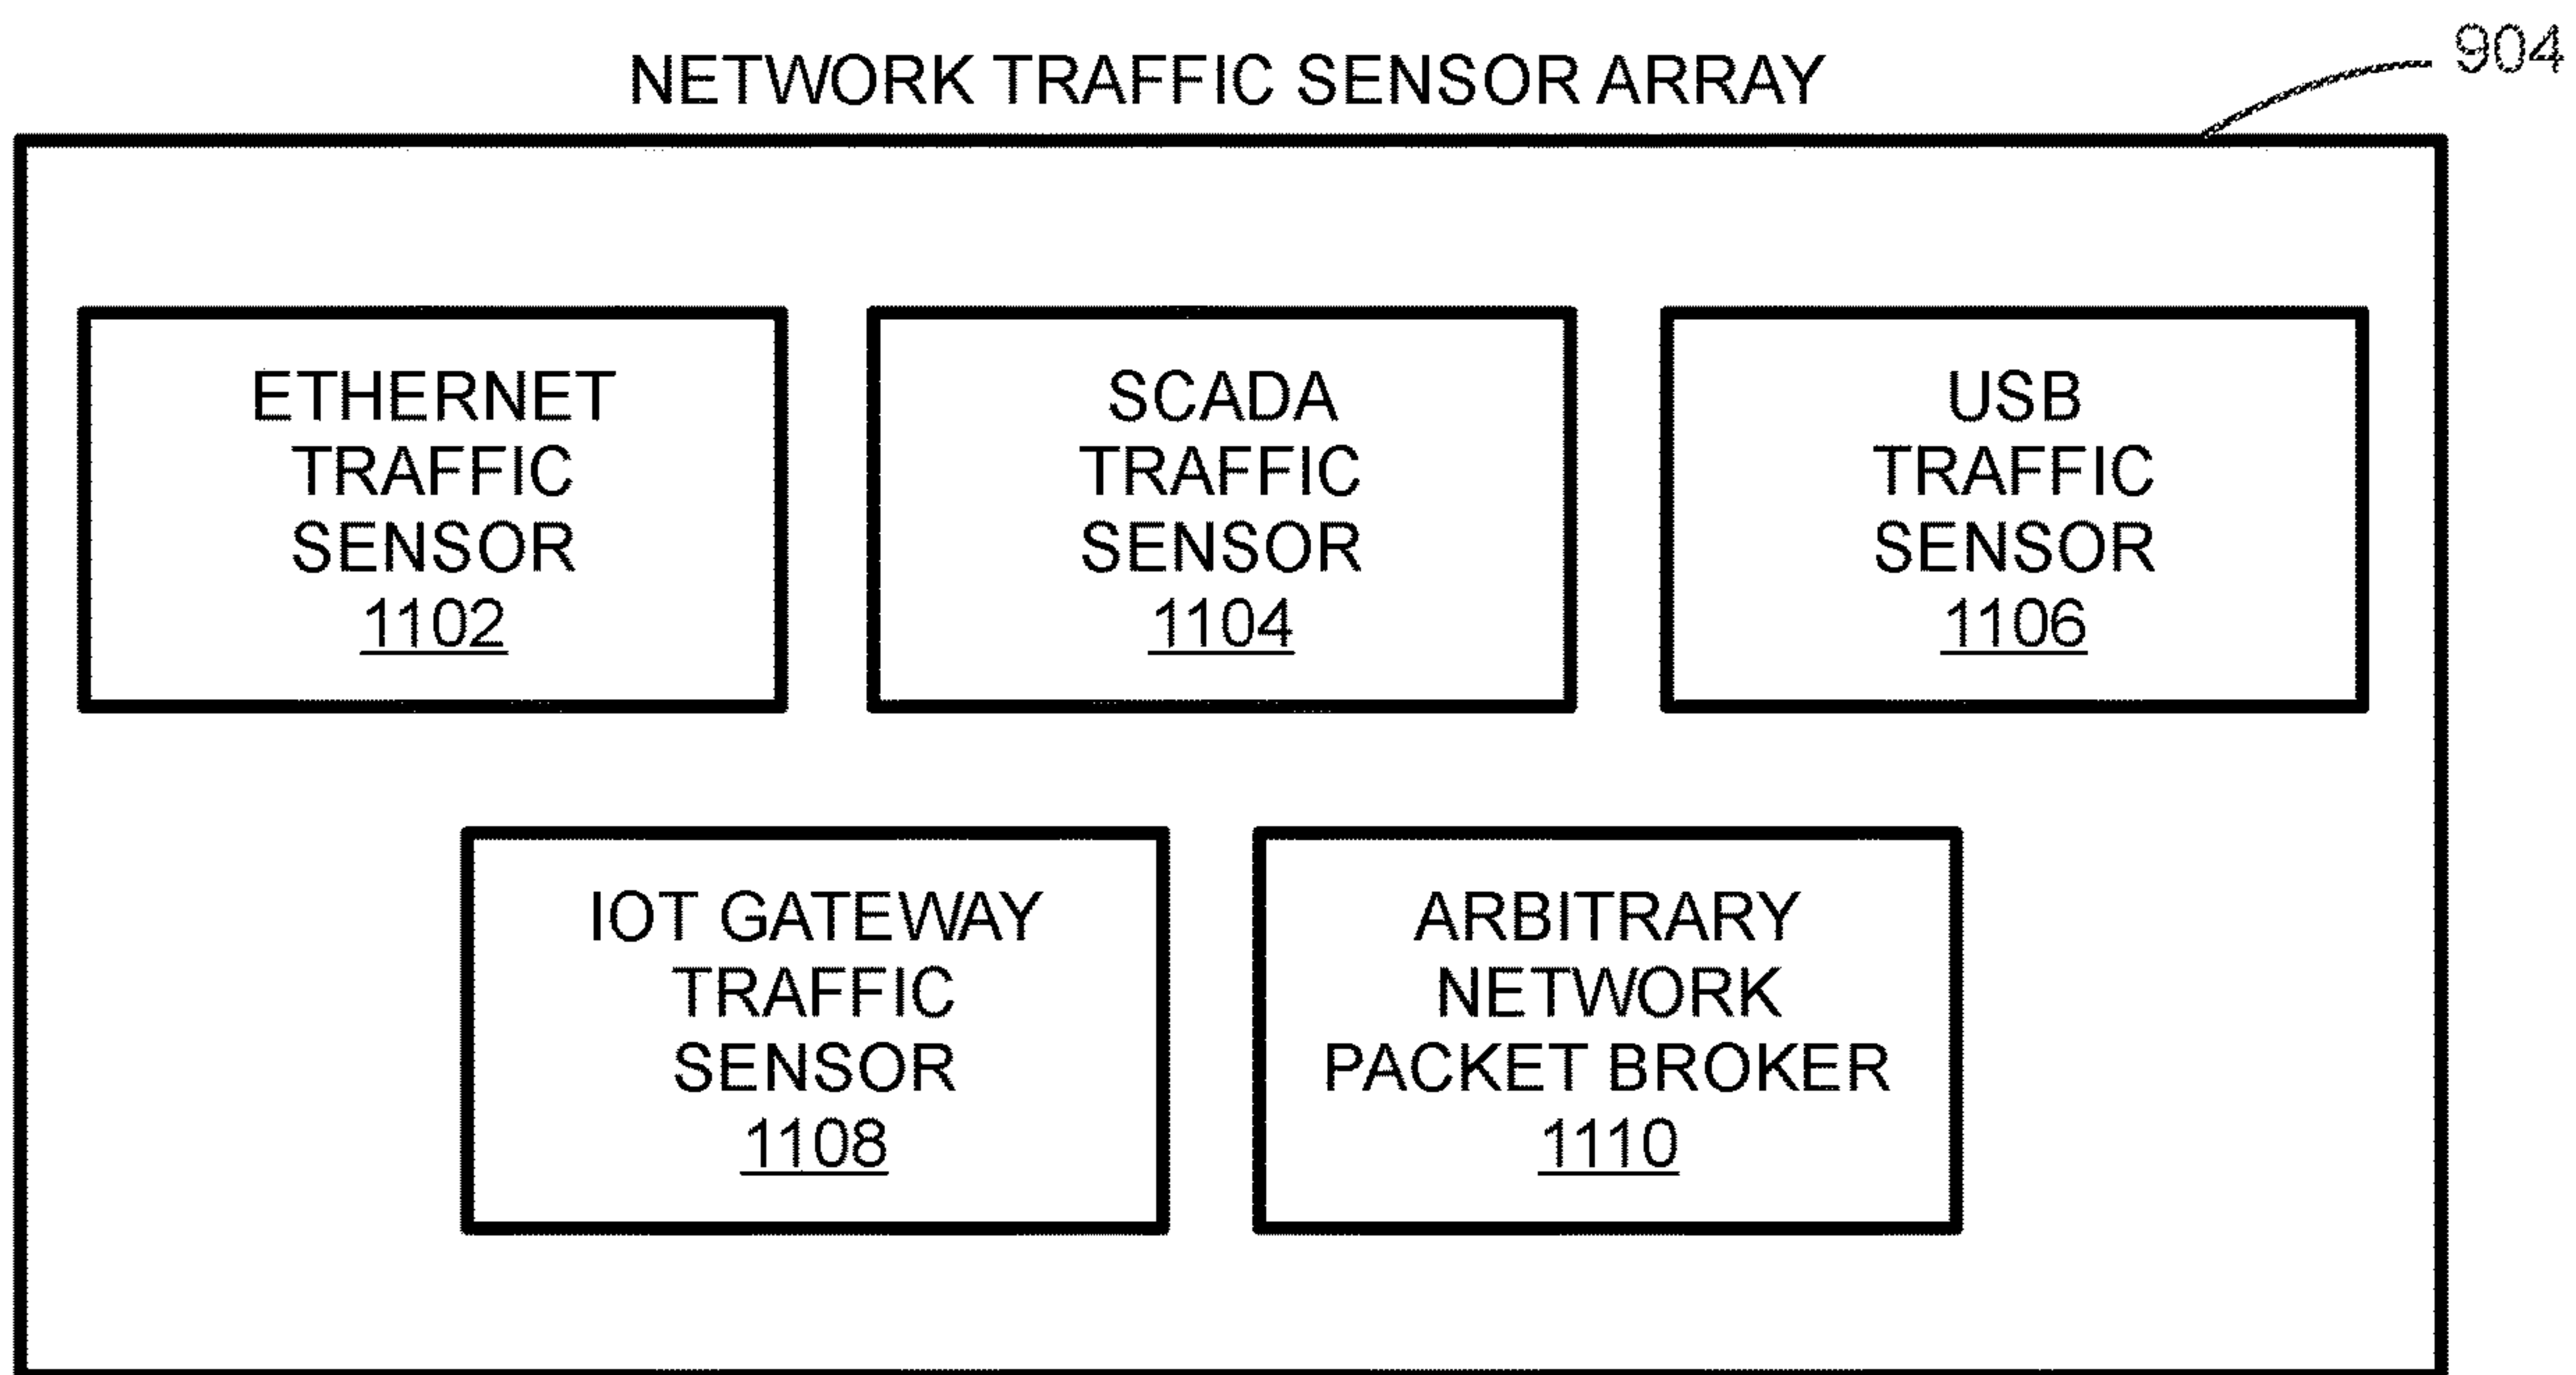 904
NETWORK TRAFFIC SENSOR ARRAY
ETHERNET
TRAFFIC
SENSOR
1102
SCADA
TRAFFIC
SENSOR
1104
USB
TRAFFIC
SENSOR
1106
IOT GATEWAY
TRAFFIC
SENSOR
1108
ARBITRARY
NETWORK
PACKET BROKER
1110